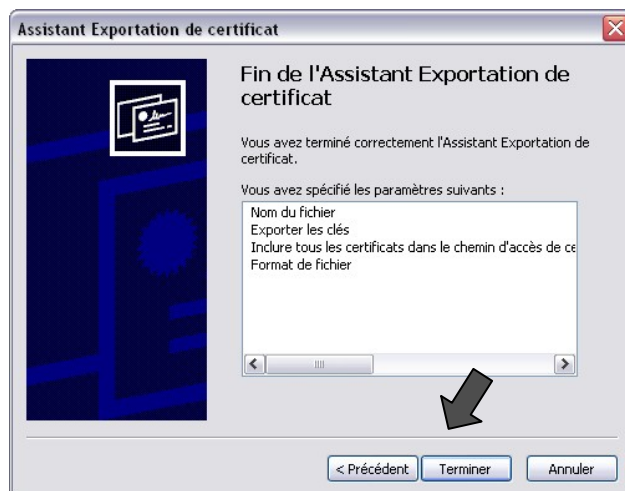 Assistant Exportation de certificat
Fin de l'Assistant Exportation de
certificat
Vous avez terminé correctement l'Assistant Exportation de
certificat.
Vous avez spécifié les paramètres suivants :
Nom du fichier
Exporter les clés
Inclure tous les certificats dans le chemin d'accès de ce
Format de fichier
< Précédent Terminer Annuler